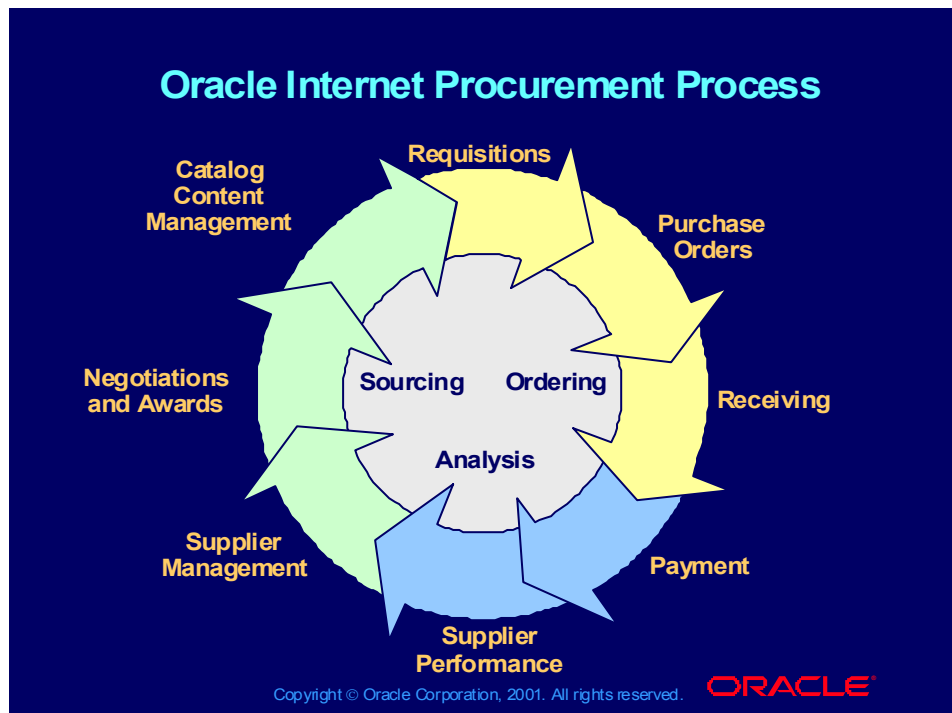 Oracle Internet Procurement Process
Requisitions
Catalog
Content
Management
Purchase
Orders
Negotiations
and Awards
Sourcing
Ordering
Receiving
Analysis
Supplier
Management
Payment
Supplier
Performance
Copyright © Oracle Corporation, 2001. All rights reserved.
ORACLE®